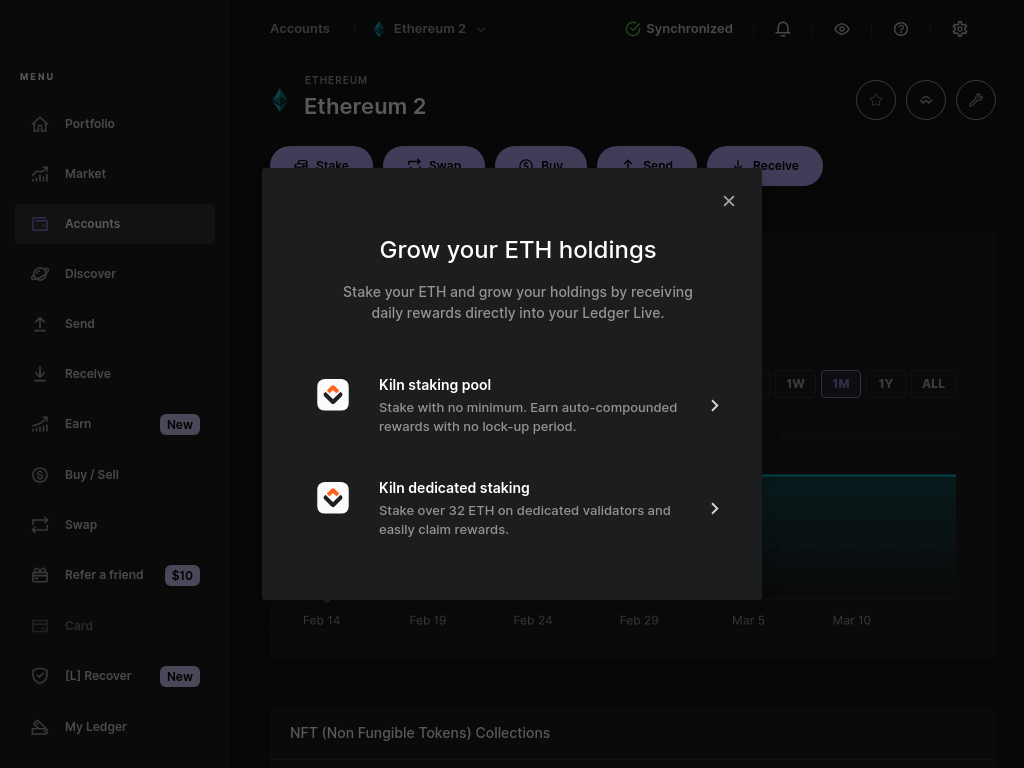 Accounts / Ethereum 2
Synchronized
MENU
Portfolio
Market
Accounts
Discover
Send
Receive
Earn New
Buy / Sell
Swap
Refer a friend $10
Card
[L] Recover New
My Ledger
ETHEREUM
Ethereum 2
Stake Swap Buy Send Receive
Grow your ETH holdings
Stake your ETH and grow your holdings by receiving
daily rewards directly into your Ledger Live.
Kiln staking pool
Stake with no minimum. Earn auto-compounded
rewards with no lock-up period.
Kiln dedicated staking
Stake over 32 ETH on dedicated validators and
easily claim rewards.
1W 1M 1Y ALL
Feb 14 Feb 19 Feb 24 Feb 29 Mar 5 Mar 10
NFT (Non Fungible Tokens) Collections